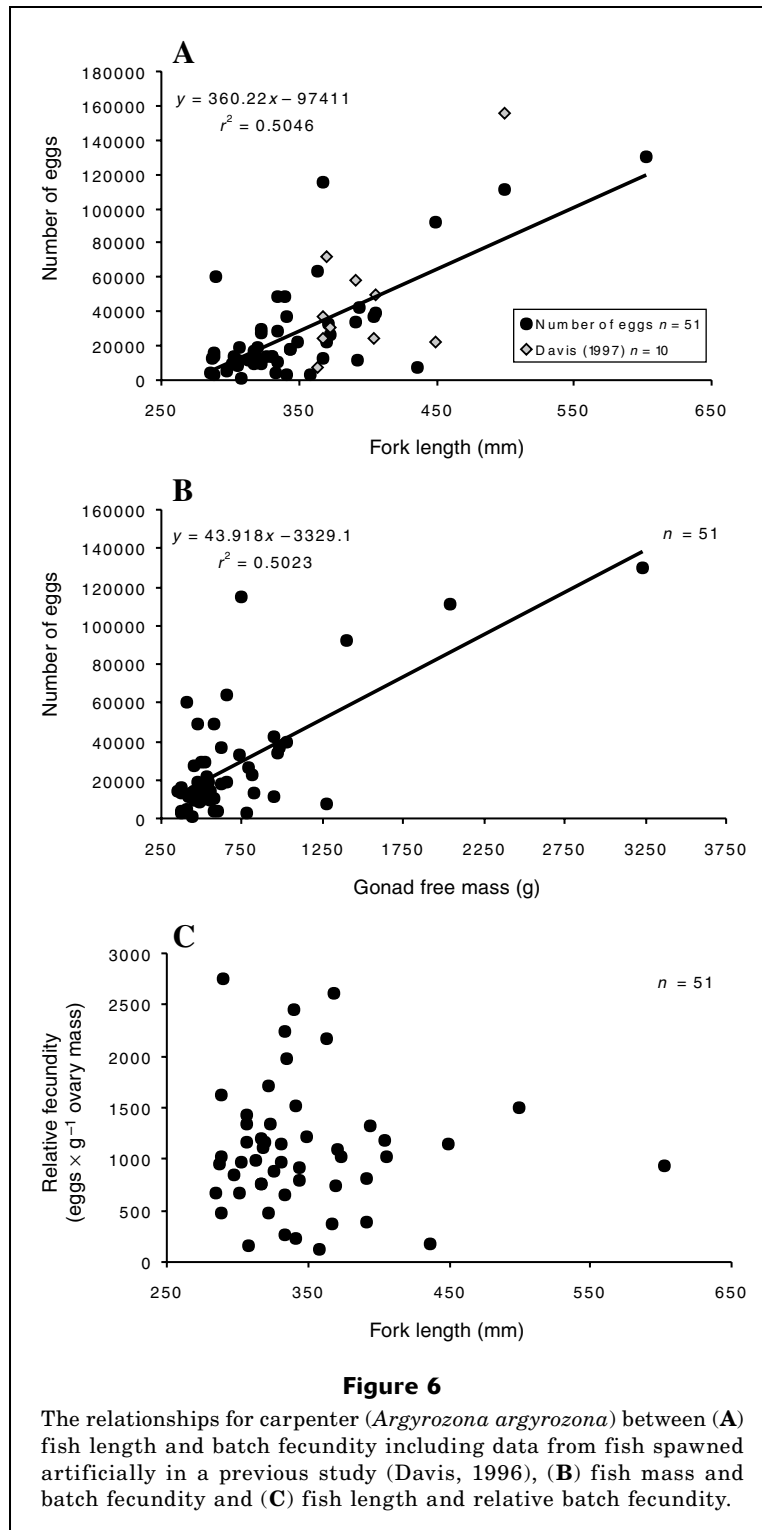 A
180000
160000
140000
120000
100000
80000
60000
40000
20000
0
y = 360.22x – 97411
r² = 0.5046
Number of eggs
Number of eggs n = 51
Davis (1997) n = 10
250 350 450 550 650
Fork length (mm)
B
160000
140000
120000
100000
80000
60000
40000
20000
0
y = 43.918x – 3329.1
r² = 0.5023
n = 51
Number of eggs
250 750 1250 1750 2250 2750 3250 3750
Gonad free mass (g)
C
3000
2500
2000
1500
1000
500
0
n = 51
Relative fecundity
(eggs × g⁻¹ ovary mass)
250 350 450 550 650
Fork length (mm)
Figure 6
The relationships for carpenter (Argyrozona argyrozona) between (A)
fish length and batch fecundity including data from fish spawned
artificially in a previous study (Davis, 1996), (B) fish mass and
batch fecundity and (C) fish length and relative batch fecundity.